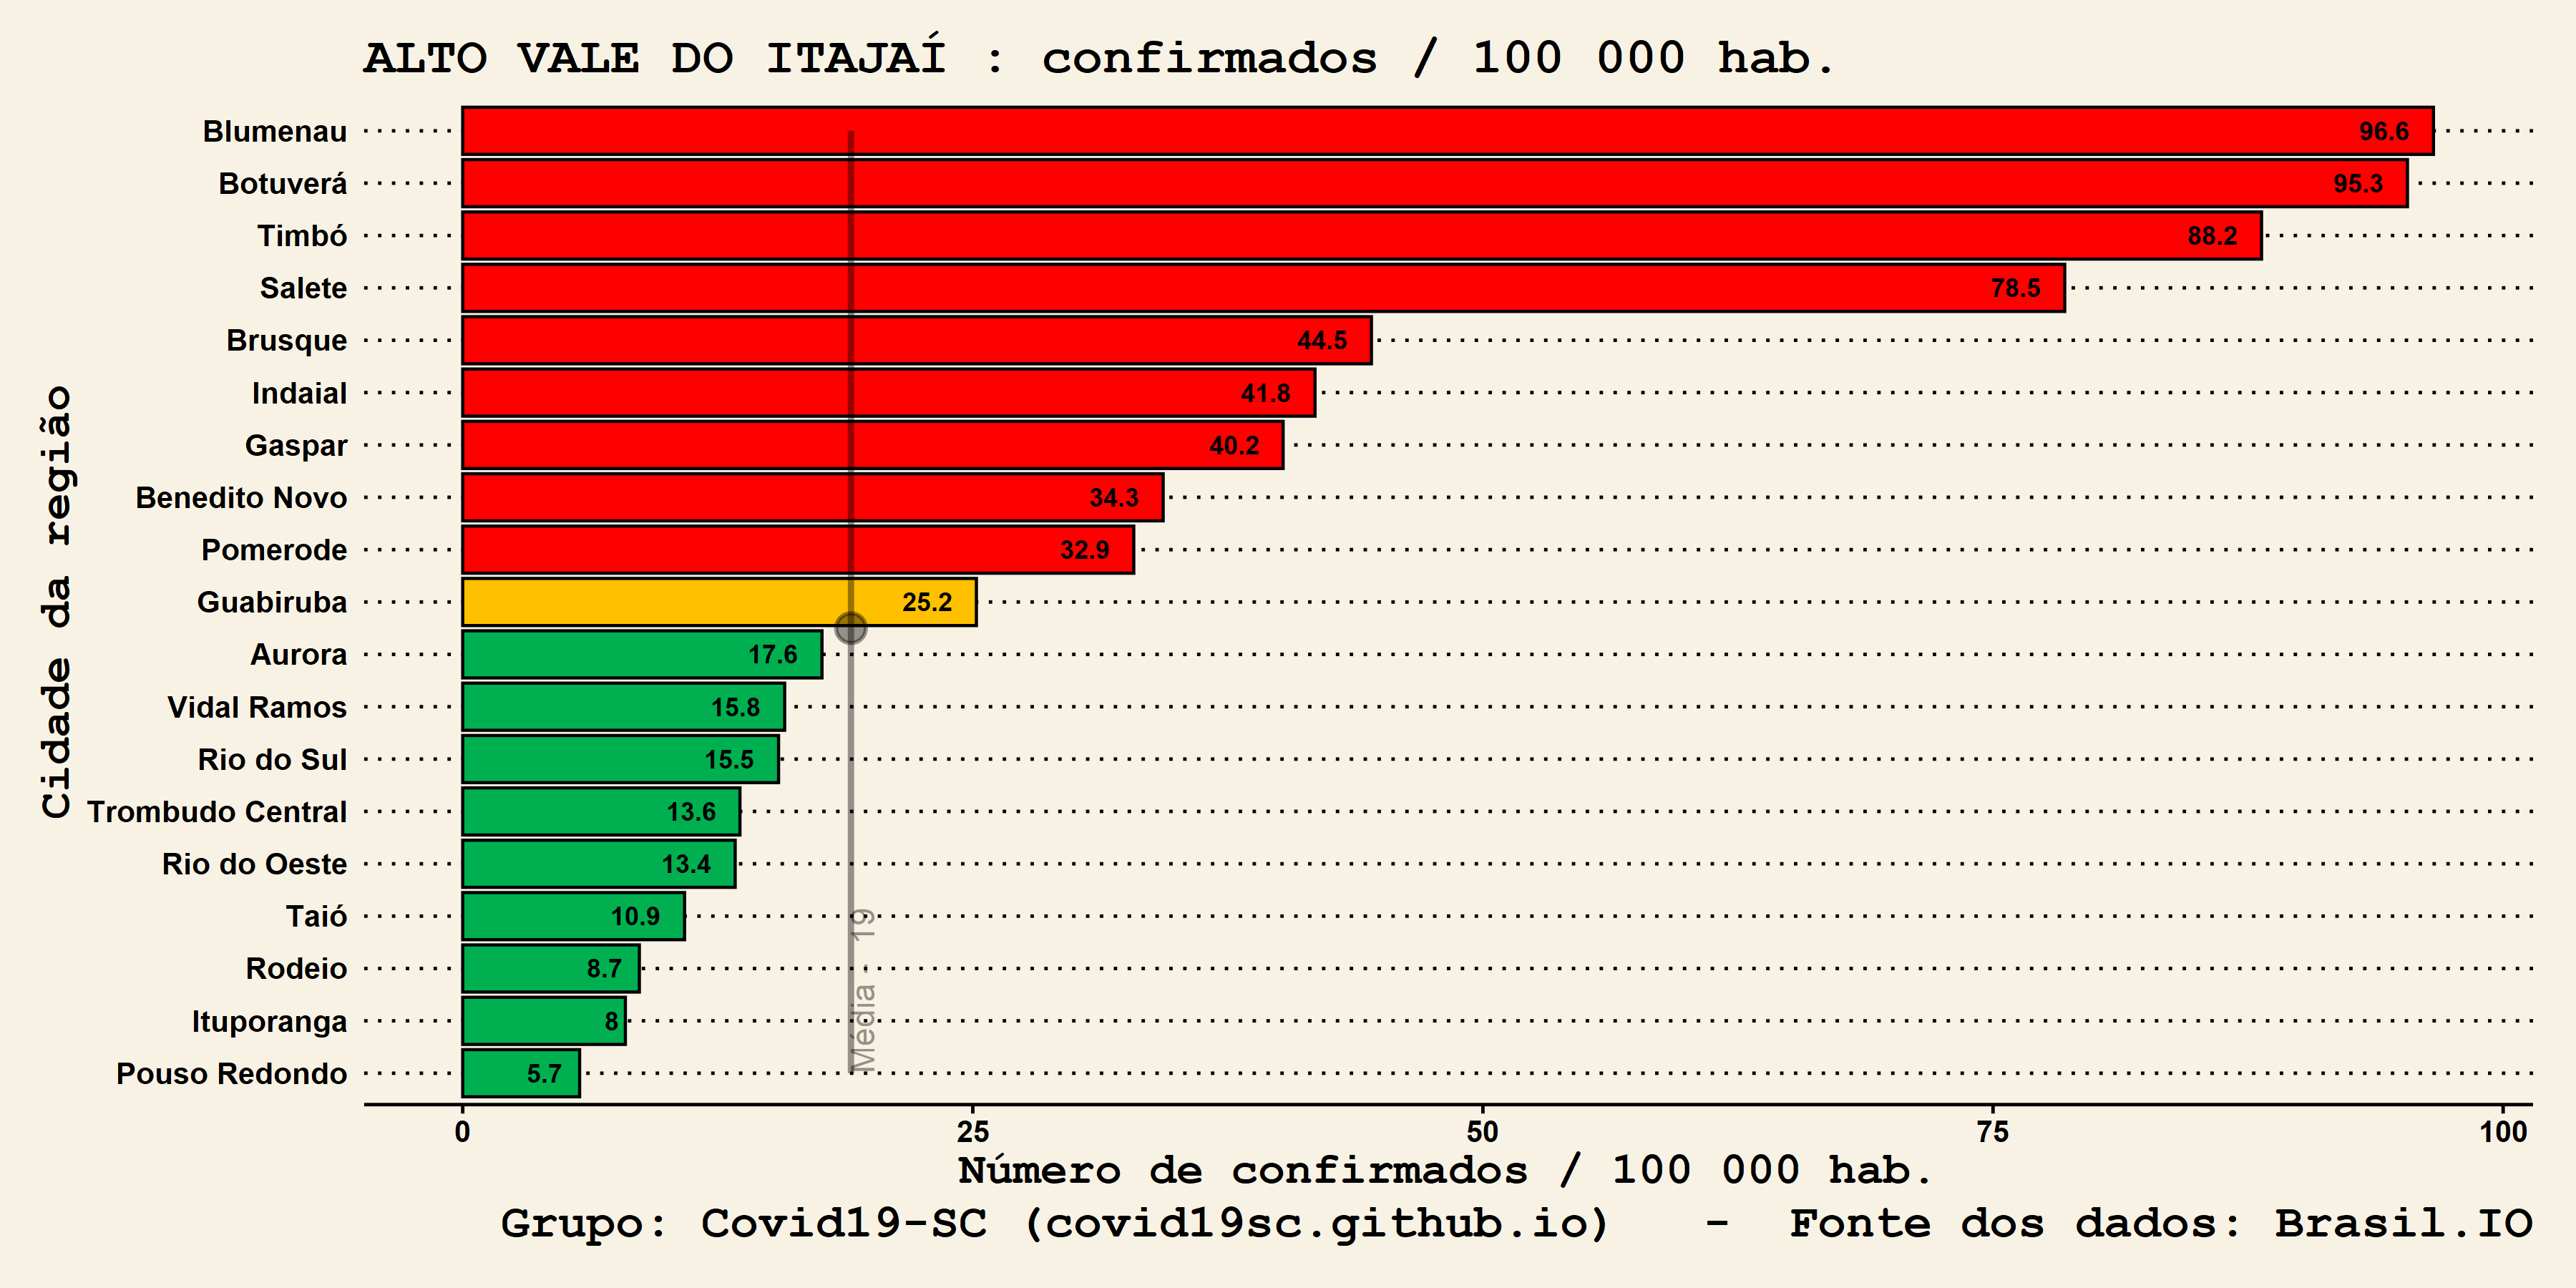 ALTO VALE DO ITAJAÍ : confirmados / 100 000 hab.
Cidade da região
Blumenau 96.6
Botuverá 95.3
Timbó 88.2
Salete 78.5
Brusque 44.5
Indaial 41.8
Gaspar 40.2
Benedito Novo 34.3
Pomerode 32.9
Guabiruba 25.2
Aurora 17.6
Vidal Ramos 15.8
Rio do Sul 15.5
Trombudo Central 13.6
Rio do Oeste 13.4
Taió 10.9
Rodeio 8.7
Ituporanga 8
Pouso Redondo 5.7
Média - 19
0 25 50 75 100
Número de confirmados / 100 000 hab.
Grupo: Covid19-SC (covid19sc.github.io) - Fonte dos dados: Brasil.IO